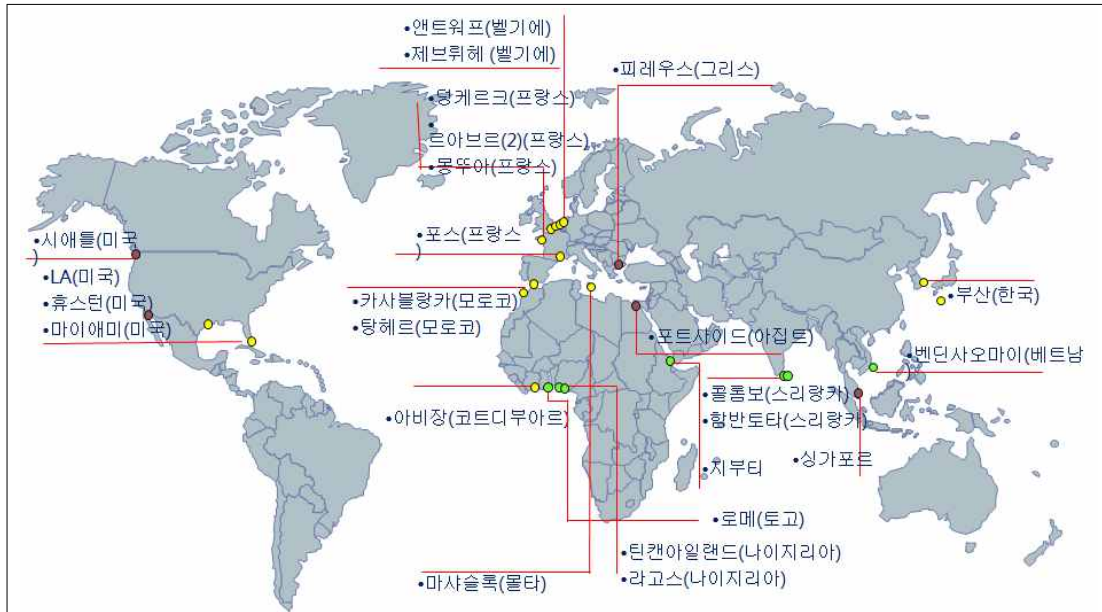 •앤트워프(벨기에)
•제브뤼헤 (벨기에)
•피레우스(그리스)
•덩케르크(프랑스)
•
르아브르(2)(프랑스)
•몽뚜아(프랑스)
•시애틀(미국
)
•포스(프랑스
)
•LA(미국)
•휴스턴(미국)
•마이애미(미국)
•카사블랑카(모로코)
•탕헤르(모로코)
•부산(한국)
•포트사이드(이집트)
•벤딘사오마이(베트남
)
•콜롬보(스리랑카)
•함반토타(스리랑카)
•아비장(코트디부아르)
•지부티
•싱가포르
•로메(토고)
•틴캔아일랜드(나이지리아)
•라고스(나이지리아)
•마샤슬록(몰타)